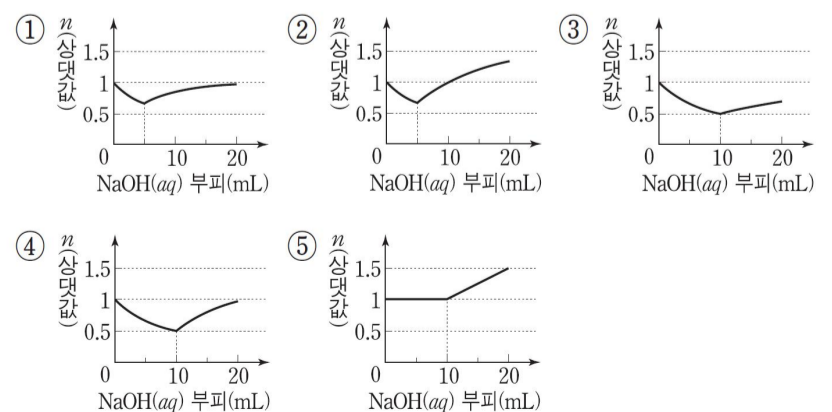 ① n(상댓값) 1.5 1 0.5 0 10 20 NaOH(aq) 부피(mL)
② n(상댓값) 1.5 1 0.5 0 10 20 NaOH(aq) 부피(mL)
③ n(상댓값) 1.5 1 0.5 0 10 20 NaOH(aq) 부피(mL)
④ n(상댓값) 1.5 1 0.5 0 10 20 NaOH(aq) 부피(mL)
⑤ n(상댓값) 1.5 1 0.5 0 10 20 NaOH(aq) 부피(mL)